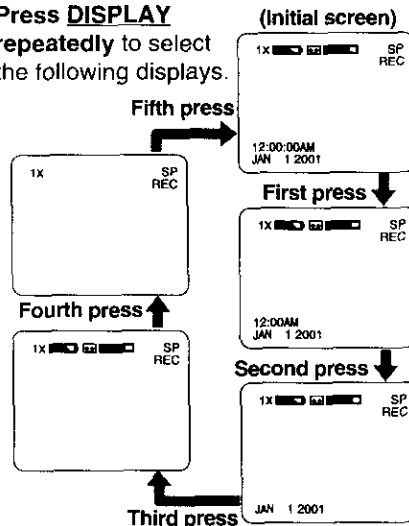 Press DISPLAY
repeatedly to select
the following displays.
(Initial screen)
1X SP
REC
12:00:00AM
JAN 1 2001
First press
1X SP
REC
12:00AM
JAN 1 2001
Second press
1X SP
REC
JAN 1 2001
Third press
1X SP
REC
Fourth press
1X SP
REC
Fifth press